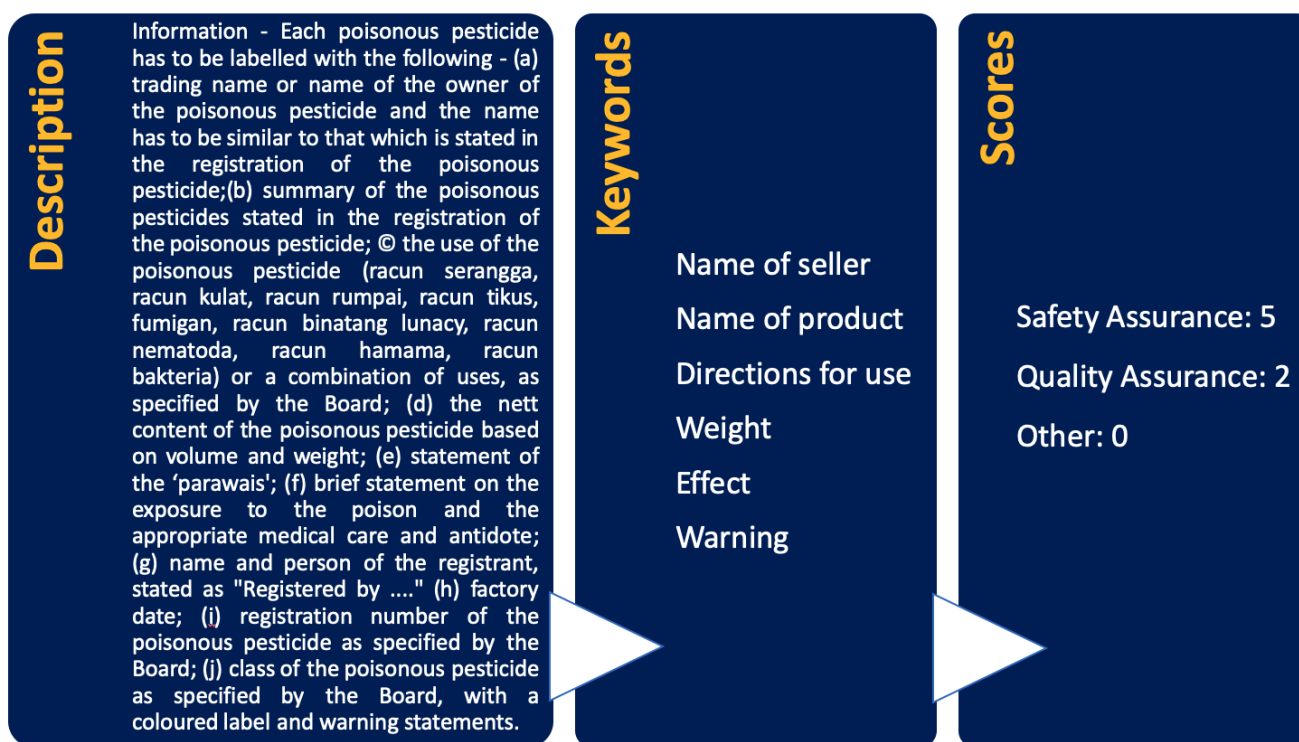 Description
Information - Each poisonous pesticide
has to be labelled with the following - (a)
trading name or name of the owner of
the poisonous pesticide and the name
has to be similar to that which is stated in
the registration of the poisonous
pesticide;(b) summary of the poisonous
pesticides stated in the registration of
the poisonous pesticide; © the use of the
poisonous pesticide (racun serangga,
racun kulat, racun rumpai, racun tikus,
fumigan, racun binatang lunacy, racun
nematoda, racun hamama, racun
bakteria) or a combination of uses, as
specified by the Board; (d) the nett
content of the poisonous pesticide based
on volume and weight; (e) statement of
the ‘parawais'; (f) brief statement on the
exposure to the poison and the
appropriate medical care and antidote;
(g) name and person of the registrant,
stated as "Registered by ...." (h) factory
date; (i) registration number of the
poisonous pesticide as specified by the
Board; (j) class of the poisonous pesticide
as specified by the Board, with a
coloured label and warning statements.
Keywords
Name of seller
Name of product
Directions for use
Weight
Effect
Warning
Scores
Safety Assurance: 5
Quality Assurance: 2
Other: 0